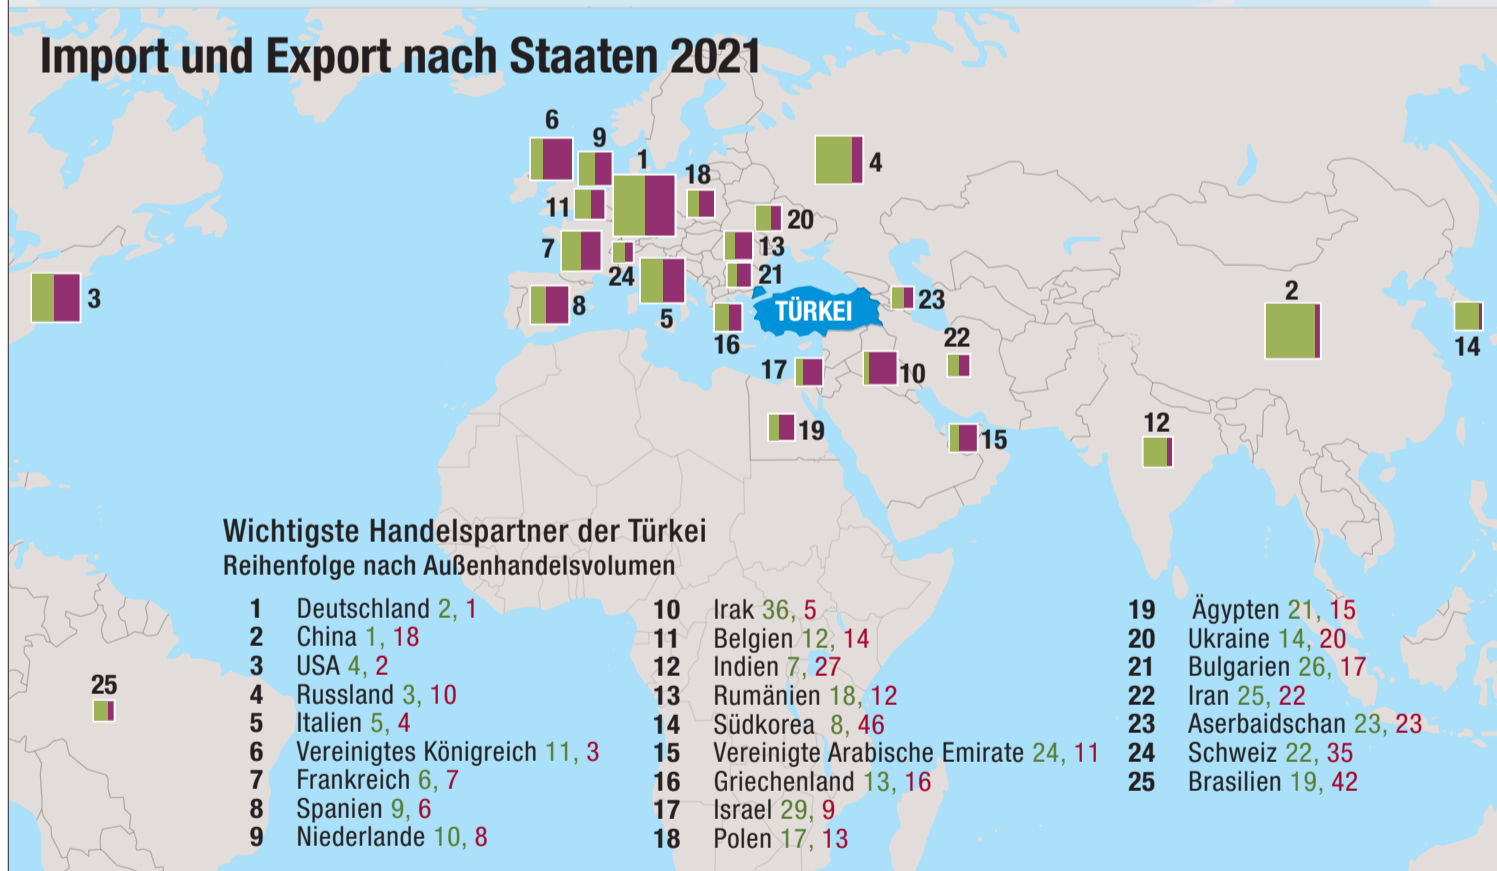 Import und Export nach Staaten 2021
6
9
1
18
4
11
20
7
13
24
21
8
3
5
TÜRKEI
23
2
16
22
14
17
10
19
15
12
Wichtigste Handelspartner der Türkei
Reihenfolge nach Außenhandelsvolumen
1 Deutschland 2, 1
2 China 1, 18
3 USA 4, 2
4 Russland 3, 10
5 Italien 5, 4
6 Vereinigtes Königreich 11, 3
7 Frankreich 6, 7
8 Spanien 9, 6
9 Niederlande 10, 8
10 Irak 36, 5
11 Belgien 12, 14
12 Indien 7, 27
13 Rumänien 18, 12
14 Südkorea 8, 46
15 Vereinigte Arabische Emirate 24, 11
16 Griechenland 13, 16
17 Israel 29, 9
18 Polen 17, 13
19 Ägypten 21, 15
20 Ukraine 14, 20
21 Bulgarien 26, 17
22 Iran 25, 22
23 Aserbaidschan 23, 23
24 Schweiz 22, 35
25 Brasilien 19, 42
25